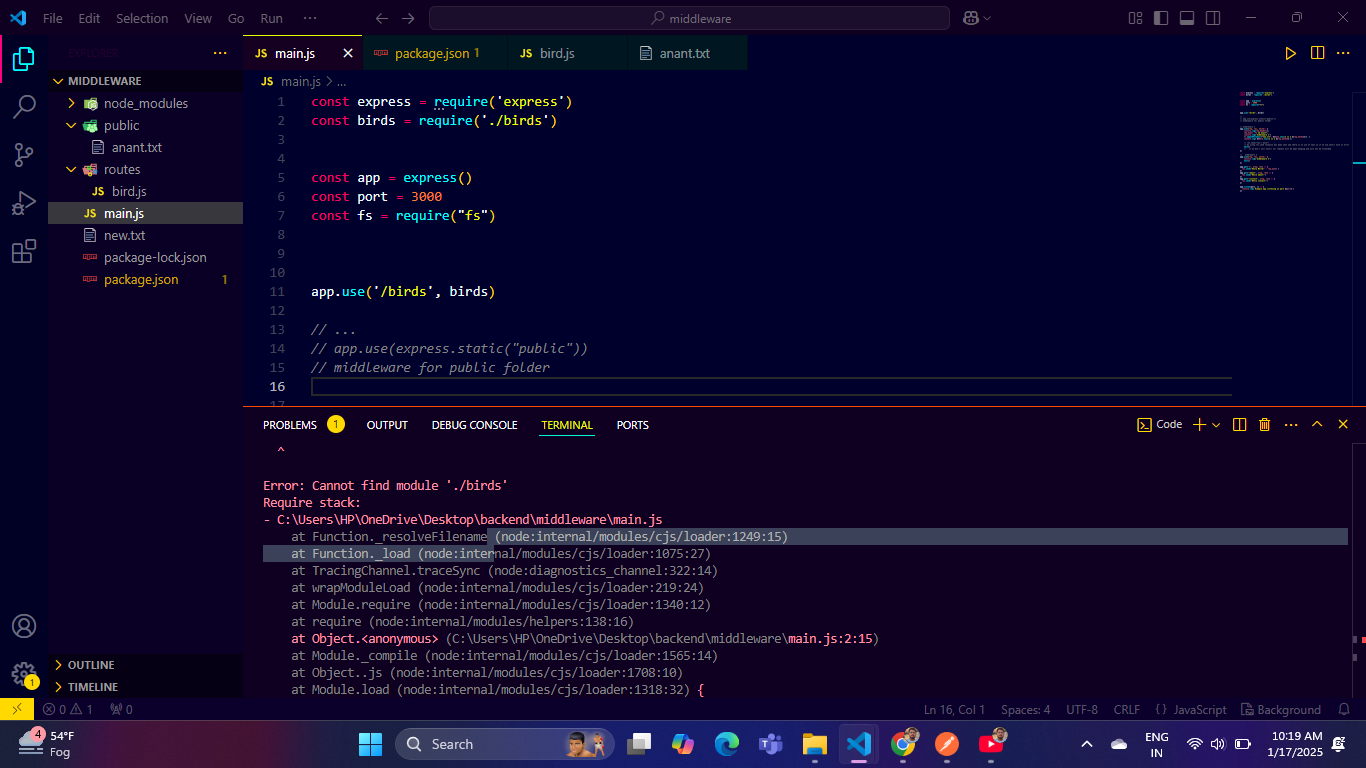 File Edit Selection View Go Run ··· middleware
EXPLORER ···
MIDDLEWARE
node_modules
public
anant.txt
routes
JS bird.js
JS main.js
new.txt
package-lock.json
package.json 1
OUTLINE
TIMELINE
JS main.js package.json 1 JS bird.js anant.txt
JS main.js > ...
1 const express = require('express')
2 const birds = require('./birds')
3
4
5 const app = express()
6 const port = 3000
7 const fs = require("fs")
8
9
10
11 app.use('/birds', birds)
12
13 // ...
14 // app.use(express.static("public"))
15 // middleware for public folder
16
17
PROBLEMS 1 OUTPUT DEBUG CONSOLE TERMINAL PORTS Code
^
Error: Cannot find module './birds'
Require stack:
- C:\Users\HP\OneDrive\Desktop\backend\middleware\main.js
at Function._resolveFilename (node:internal/modules/cjs/loader:1249:15)
at Function._load (node:internal/modules/cjs/loader:1075:27)
at TracingChannel.traceSync (node:diagnostics_channel:322:14)
at wrapModuleLoad (node:internal/modules/cjs/loader:219:24)
at Module.require (node:internal/modules/cjs/loader:1340:12)
at require (node:internal/modules/helpers:138:16)
at Object.<anonymous> (C:\Users\HP\OneDrive\Desktop\backend\middleware\main.js:2:15)
at Module._compile (node:internal/modules/cjs/loader:1565:14)
at Object..js (node:internal/modules/cjs/loader:1708:10)
at Module.load (node:internal/modules/cjs/loader:1318:32) {
1
0 1 0 Ln 16, Col 1 Spaces: 4 UTF-8 CRLF {} JavaScript Background
4 54°F
Fog
Search
ENG
IN
10:19 AM
1/17/2025